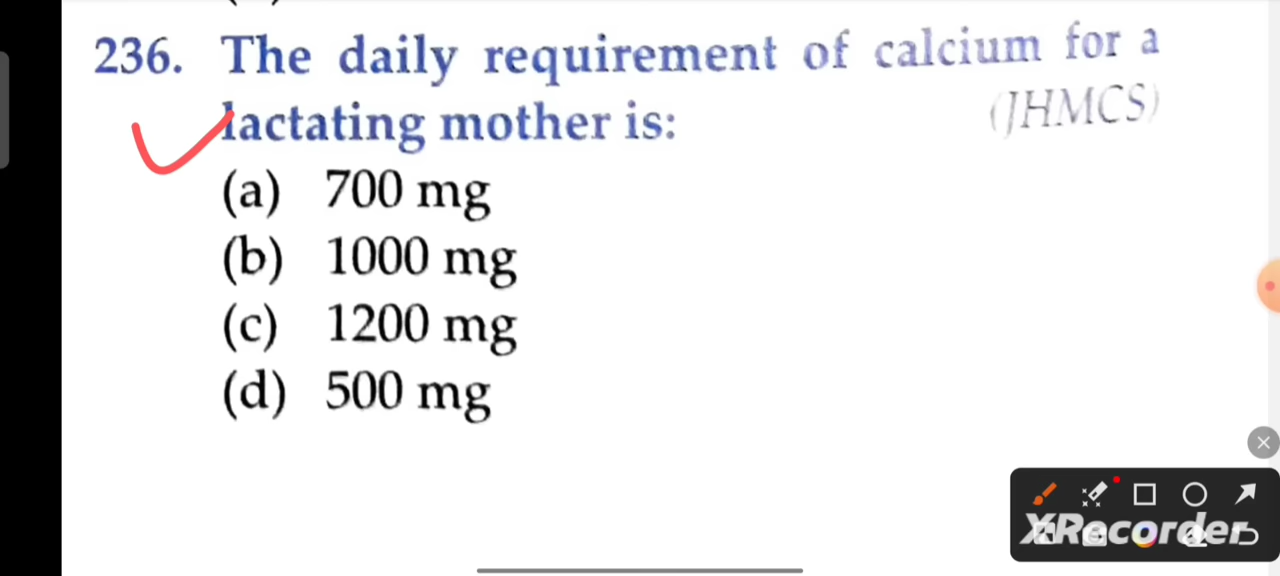 236. The daily requirement of calcium for a
lactating mother is: (JHMCS)
(a) 700 mg
(b) 1000 mg
(c) 1200 mg
(d) 500 mg
XRecorder